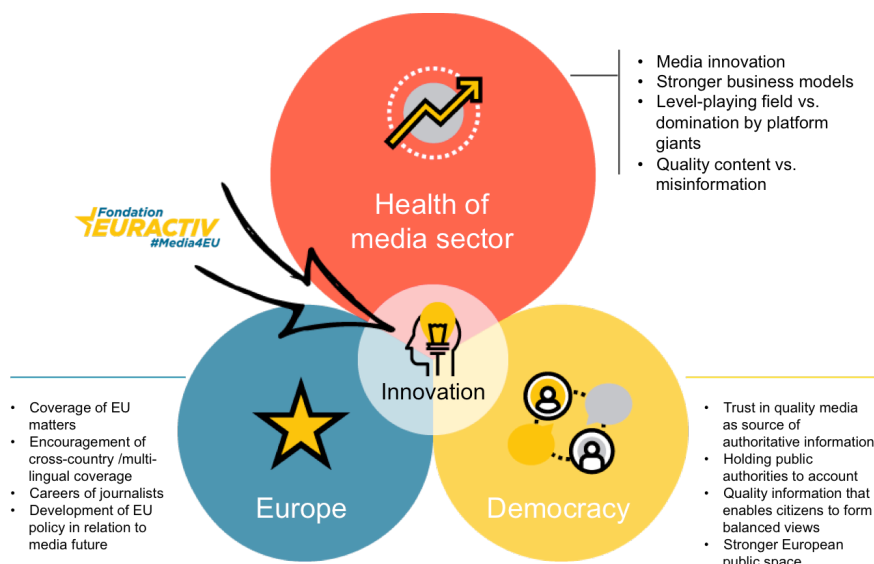 • Media innovation
• Stronger business models
• Level-playing field vs.
domination by platform
giants
• Quality content vs.
misinformation
Health of
media sector
Fondation
EURACTIV
#Media4EU
Innovation
Europe
Democracy
• Coverage of EU
matters
• Encouragement of
cross-country /multi-
lingual coverage
• Careers of journalists
• Development of EU
policy in relation to
media future
• Trust in quality media
as source of
authoritative information
• Holding public
authorities to account
• Quality information that
enables citizens to form
balanced views
• Stronger European
public space